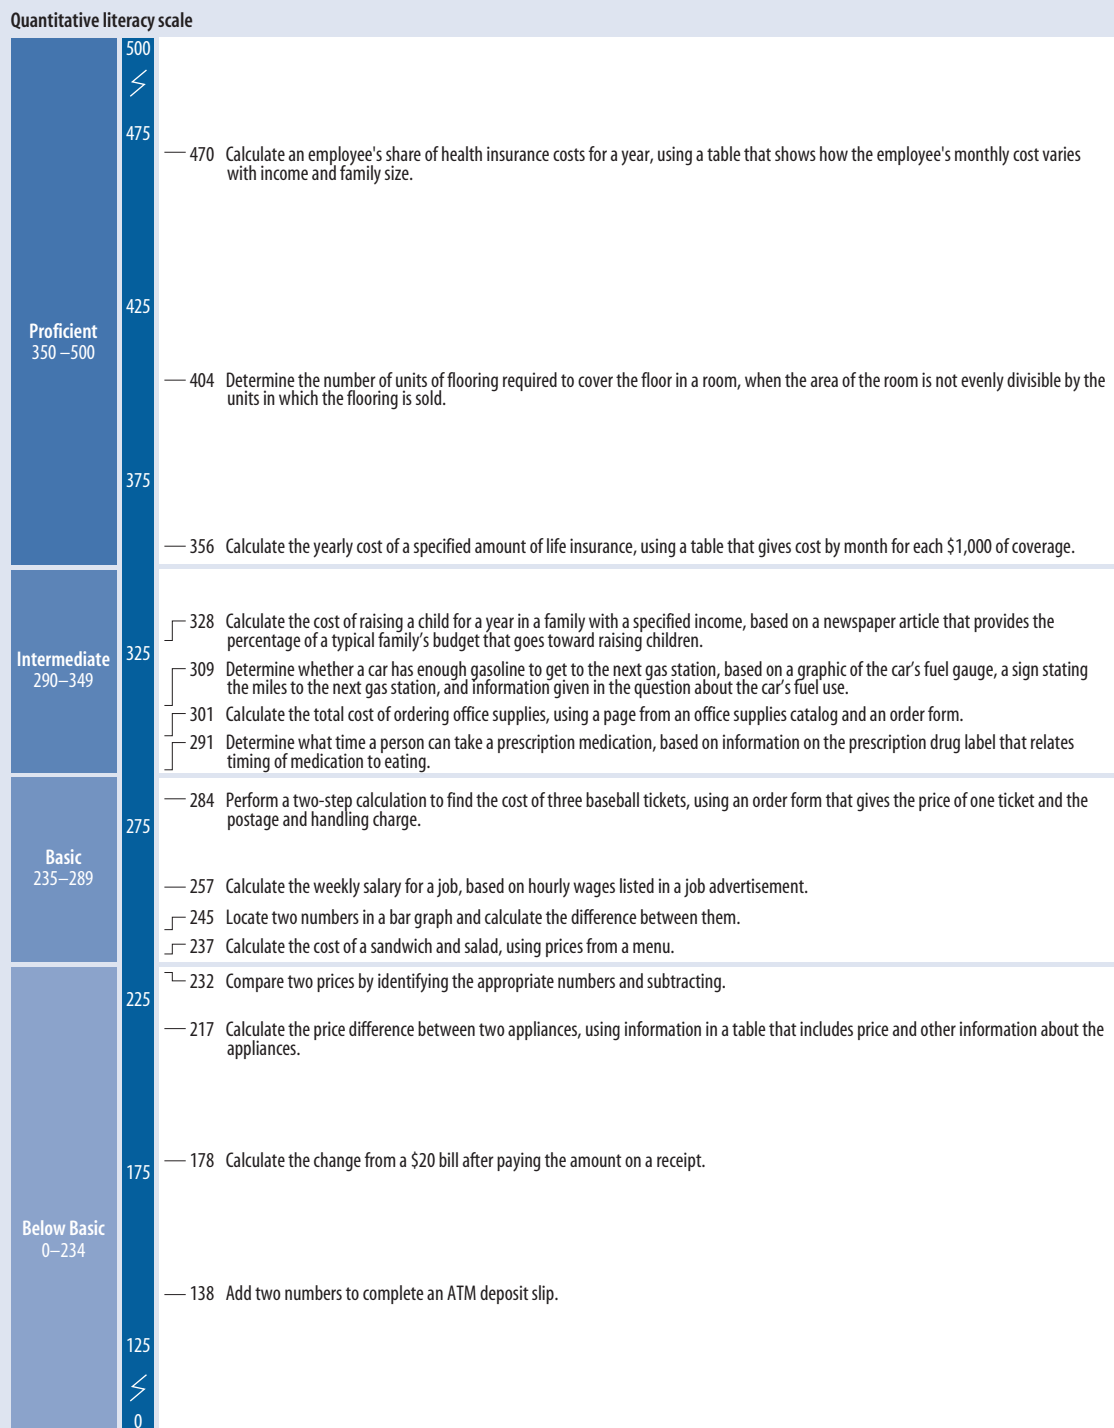 Quantitative literacy scale
500
475
470 Calculate an employee's share of health insurance costs for a year, using a table that shows how the employee's monthly cost varies
with income and family size.
425
Proficient
350 –500
404 Determine the number of units of flooring required to cover the floor in a room, when the area of the room is not evenly divisible by the
units in which the flooring is sold.
375
356 Calculate the yearly cost of a specified amount of life insurance, using a table that gives cost by month for each $1,000 of coverage.
328 Calculate the cost of raising a child for a year in a family with a specified income, based on a newspaper article that provides the
percentage of a typical family’s budget that goes toward raising children.
Intermediate
290–349
325
309 Determine whether a car has enough gasoline to get to the next gas station, based on a graphic of the car’s fuel gauge, a sign stating
the miles to the next gas station, and information given in the question about the car’s fuel use.
301 Calculate the total cost of ordering office supplies, using a page from an office supplies catalog and an order form.
291 Determine what time a person can take a prescription medication, based on information on the prescription drug label that relates
timing of medication to eating.
284 Perform a two-step calculation to find the cost of three baseball tickets, using an order form that gives the price of one ticket and the
postage and handling charge.
275
Basic
235–289
257 Calculate the weekly salary for a job, based on hourly wages listed in a job advertisement.
245 Locate two numbers in a bar graph and calculate the difference between them.
237 Calculate the cost of a sandwich and salad, using prices from a menu.
232 Compare two prices by identifying the appropriate numbers and subtracting.
225
217 Calculate the price difference between two appliances, using information in a table that includes price and other information about the
appliances.
178 Calculate the change from a $20 bill after paying the amount on a receipt.
175
Below Basic
0–234
138 Add two numbers to complete an ATM deposit slip.
125
0